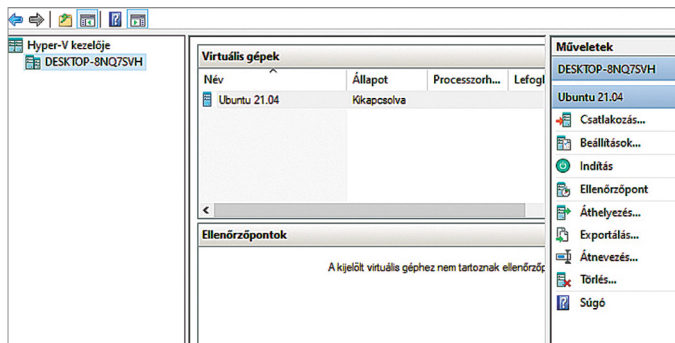 Hyper-V kezelője
DESKTOP-8NQ7SVH
Virtuális gépek
Név Állapot Processzorh... Lefogl
Ubuntu 21.04 Kikapcsolva
Ellenőrzőpontok
A kijelölt virtuális géphez nem tartoznak ellenőrzőp
Műveletek
DESKTOP-8NQ7SVH
Ubuntu 21.04
Csatlakozás...
Beállítások...
Indítás
Ellenőrzőpont
Áthelyezés...
Exportálás...
Átnevezés...
Törlés...
Súgó